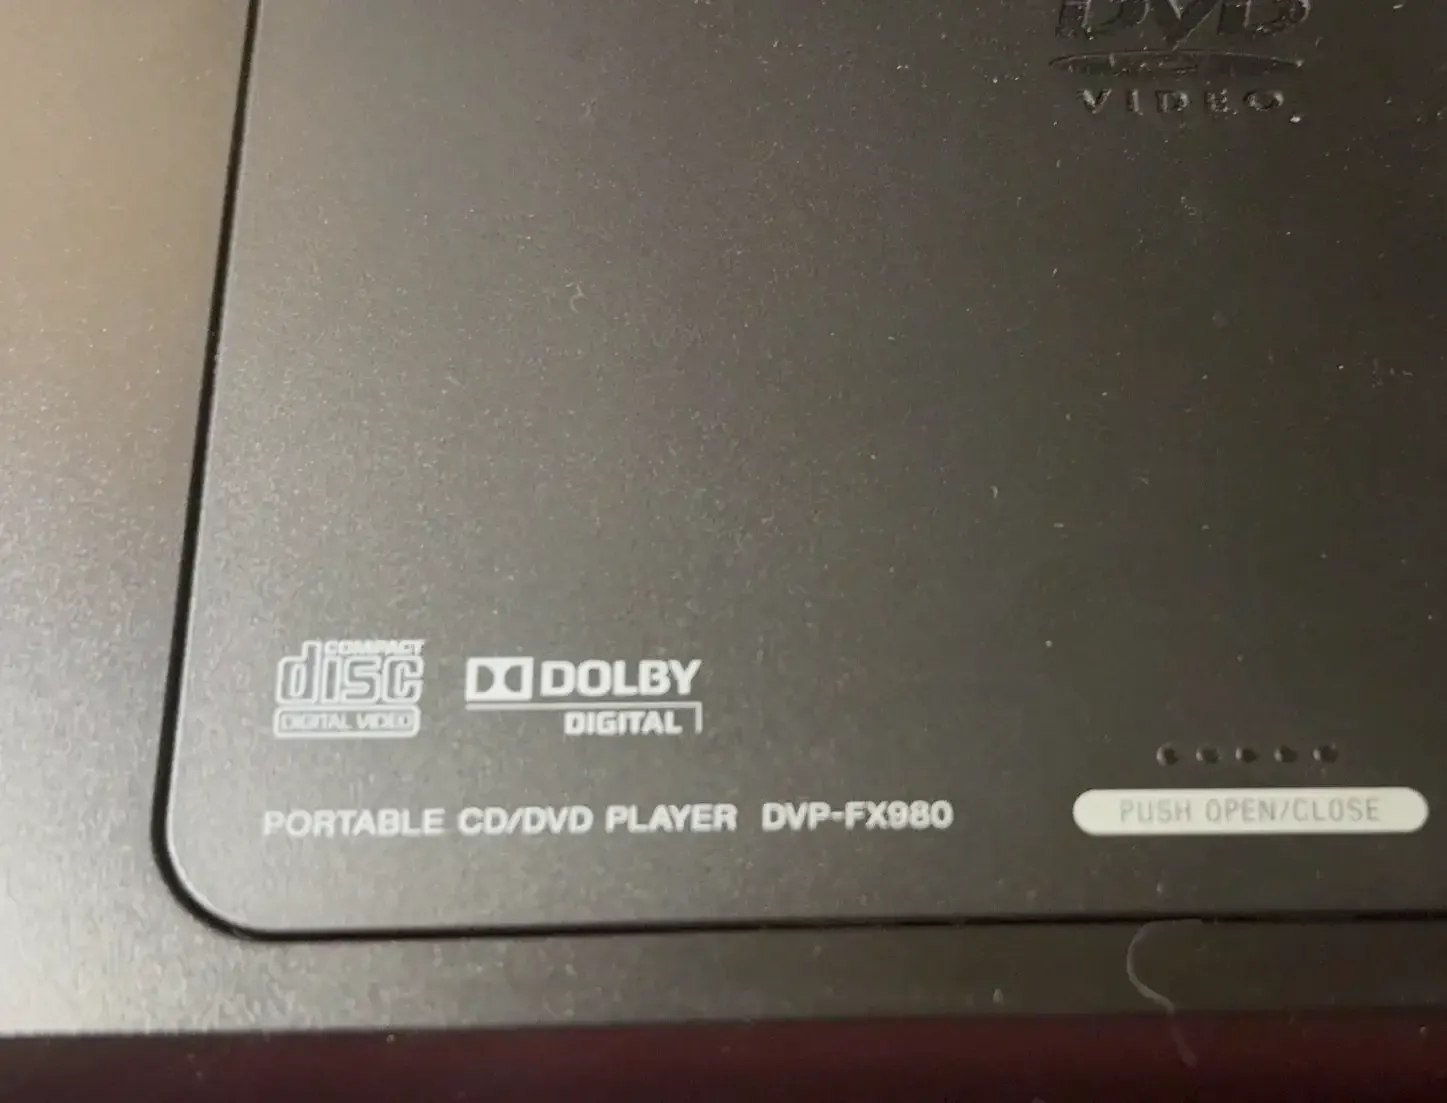 DVD
VIDEO
COMPACT
disc
DIGITAL VIDEO
DOLBY
DIGITAL
PORTABLE CD/DVD PLAYER DVP-FX980
PUSH OPEN/CLOSE